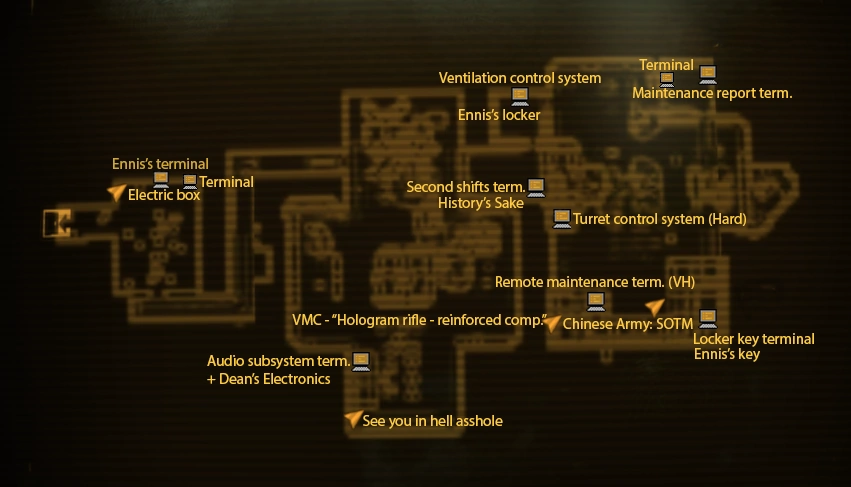 Terminal
Ventilation control system
Maintenance report term.
Ennis's locker
Ennis's terminal
Terminal
Electric box
Second shifts term.
History's Sake
Turret control system (Hard)
Remote maintenance term. (VH)
VMC - "Hologram rifle - reinforced comp."
Chinese Army: SOTM
Locker key terminal
Ennis's key
Audio subsystem term.
+ Dean's Electronics
See you in hell asshole